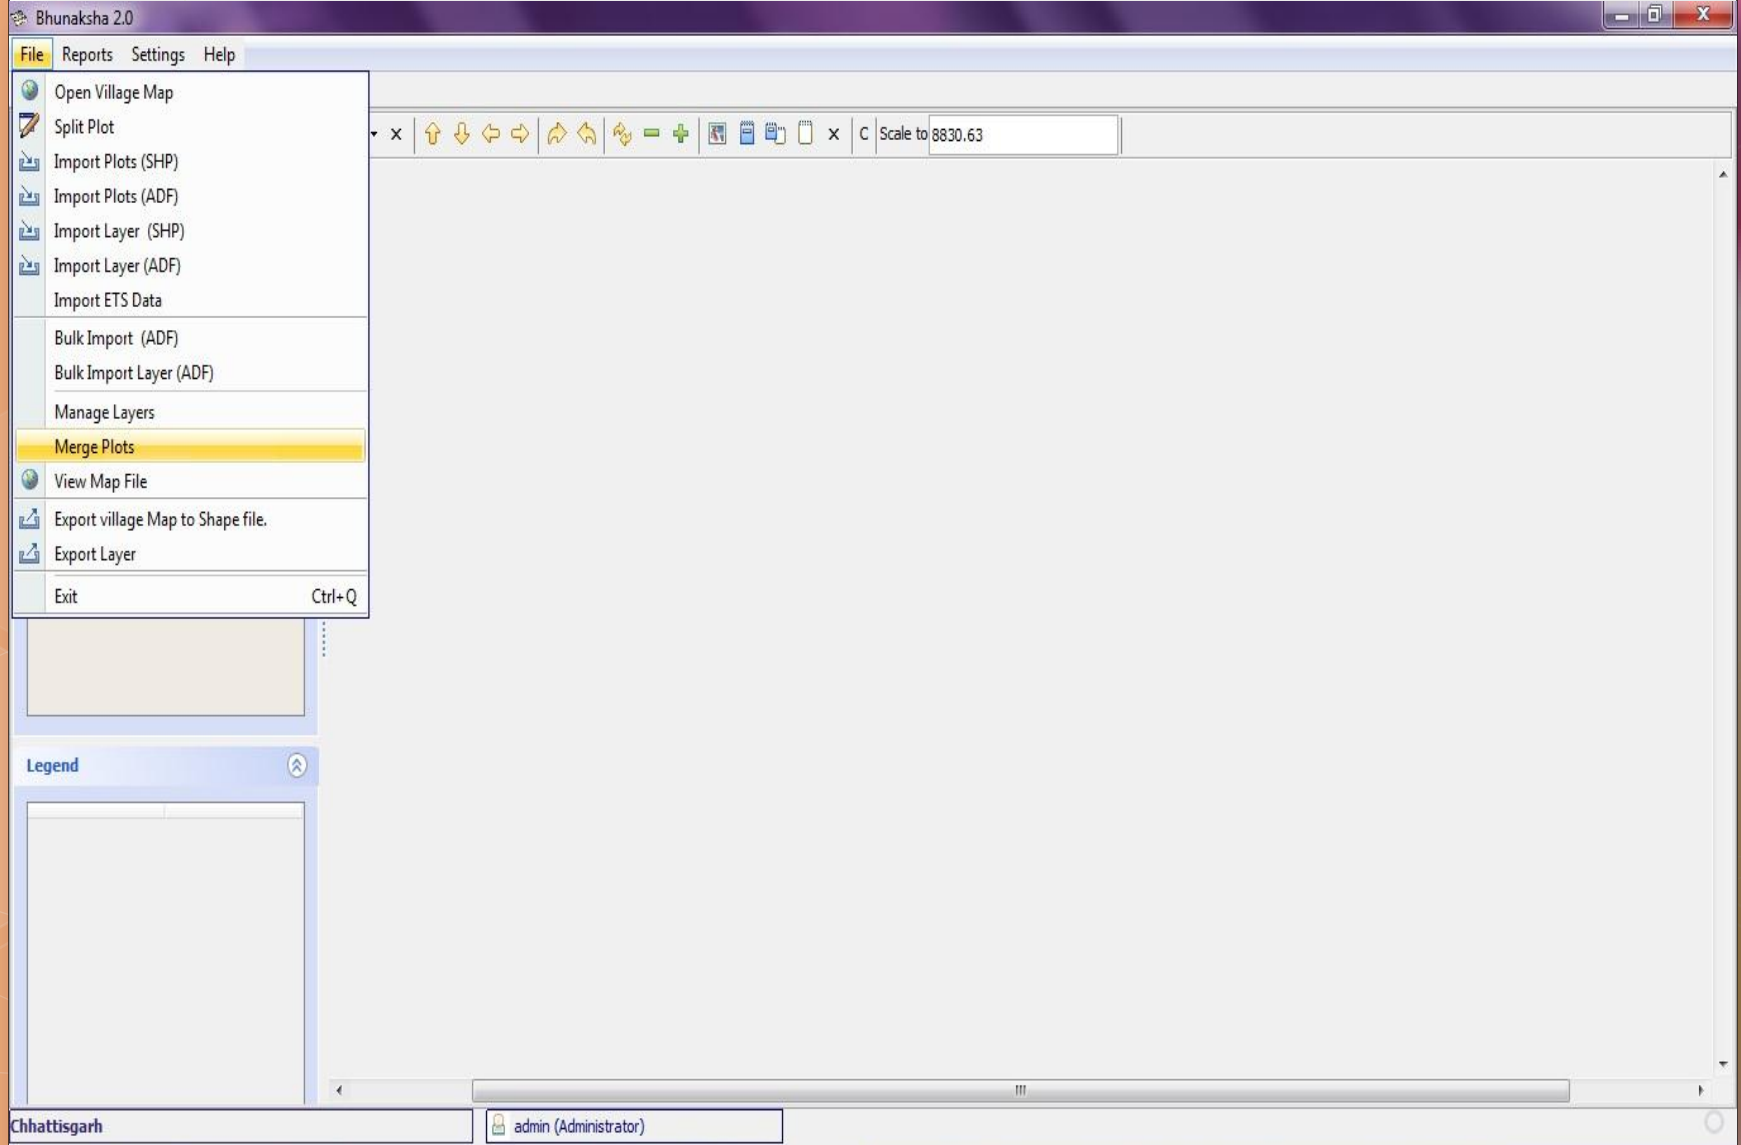 Bhunaksha 2.0
File Reports Settings Help
Open Village Map
Split Plot
Import Plots (SHP)
Import Plots (ADF)
Import Layer (SHP)
Import Layer (ADF)
Import ETS Data
Bulk Import (ADF)
Bulk Import Layer (ADF)
Manage Layers
Merge Plots
View Map File
Export village Map to Shape file.
Export Layer
Exit Ctrl+Q
C Scale to 8830.63
Legend
Chhattisgarh
admin (Administrator)